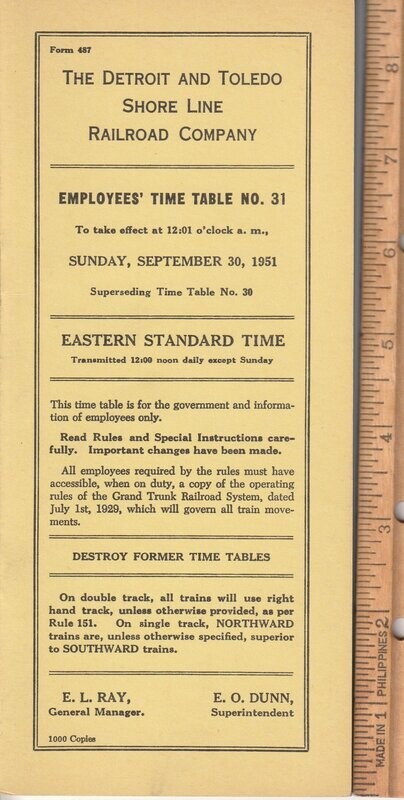 Form 487
THE DETROIT AND TOLEDO
SHORE LINE
RAILROAD COMPANY
EMPLOYEES' TIME TABLE NO. 31
To take effect at 12:01 o'clock a. m.,
SUNDAY, SEPTEMBER 30, 1951
Superseding Time Table No. 30
EASTERN STANDARD TIME
Transmitted 12:00 noon daily except Sunday
This time table is for the government and informa-
tion of employees only.
Read Rules and Special Instructions care-
fully. Important changes have been made.
All employees required by the rules must have
accessible, when on duty, a copy of the operating
rules of the Grand Trunk Railroad System, dated
July 1st, 1929, which will govern all train move-
ments.
DESTROY FORMER TIME TABLES
On double track, all trains will use right
hand track, unless otherwise provided, as per
Rule 151. On single track, NORTHWARD
trains are, unless otherwise specified, superior
to SOUTHWARD trains.
E. L. RAY, E. O. DUNN,
General Manager. Superintendent
1000 Copies
MADE IN PHILIPPINES
1 2 3 4 5 6 7 8